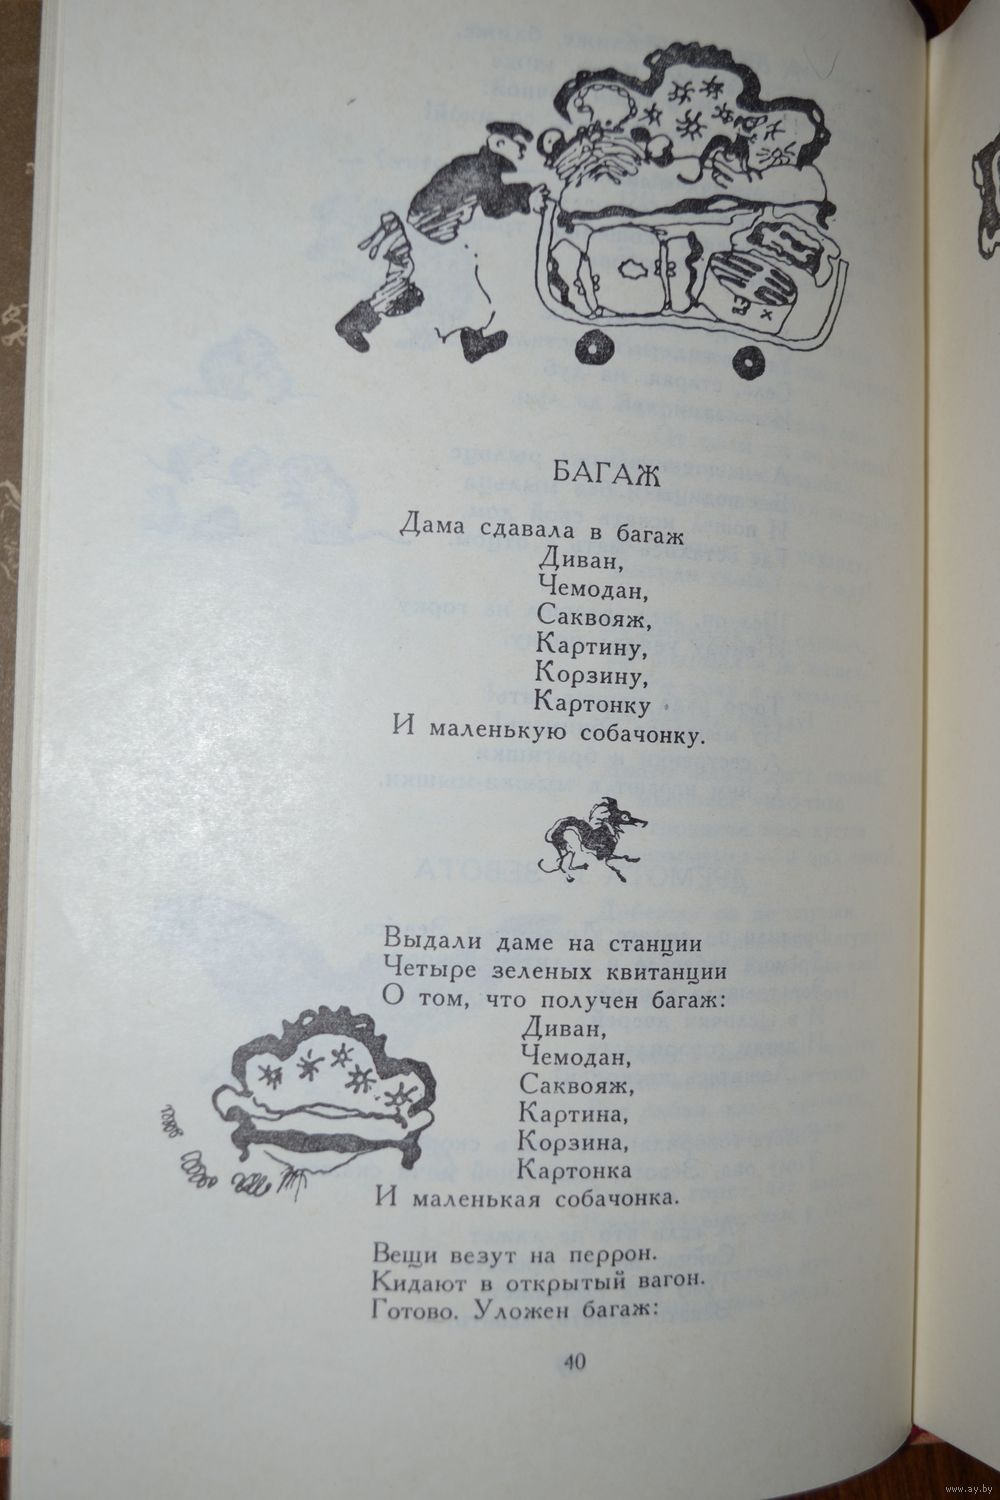 БАГАЖ
Дама сдавала в багаж
Диван,
Чемодан,
Саквояж,
Картину,
Корзину,
Картонку
И маленькую собачонку.
Выдали даме на станции
Четыре зеленых квитанции
О том, что получен багаж:
Диван,
Чемодан,
Саквояж,
Картина,
Корзина,
Картонка
И маленькая собачонка.
Вещи везут на перрон.
Кидают в открытый вагон.
Готово. Уложен багаж:
40
www.ay.by